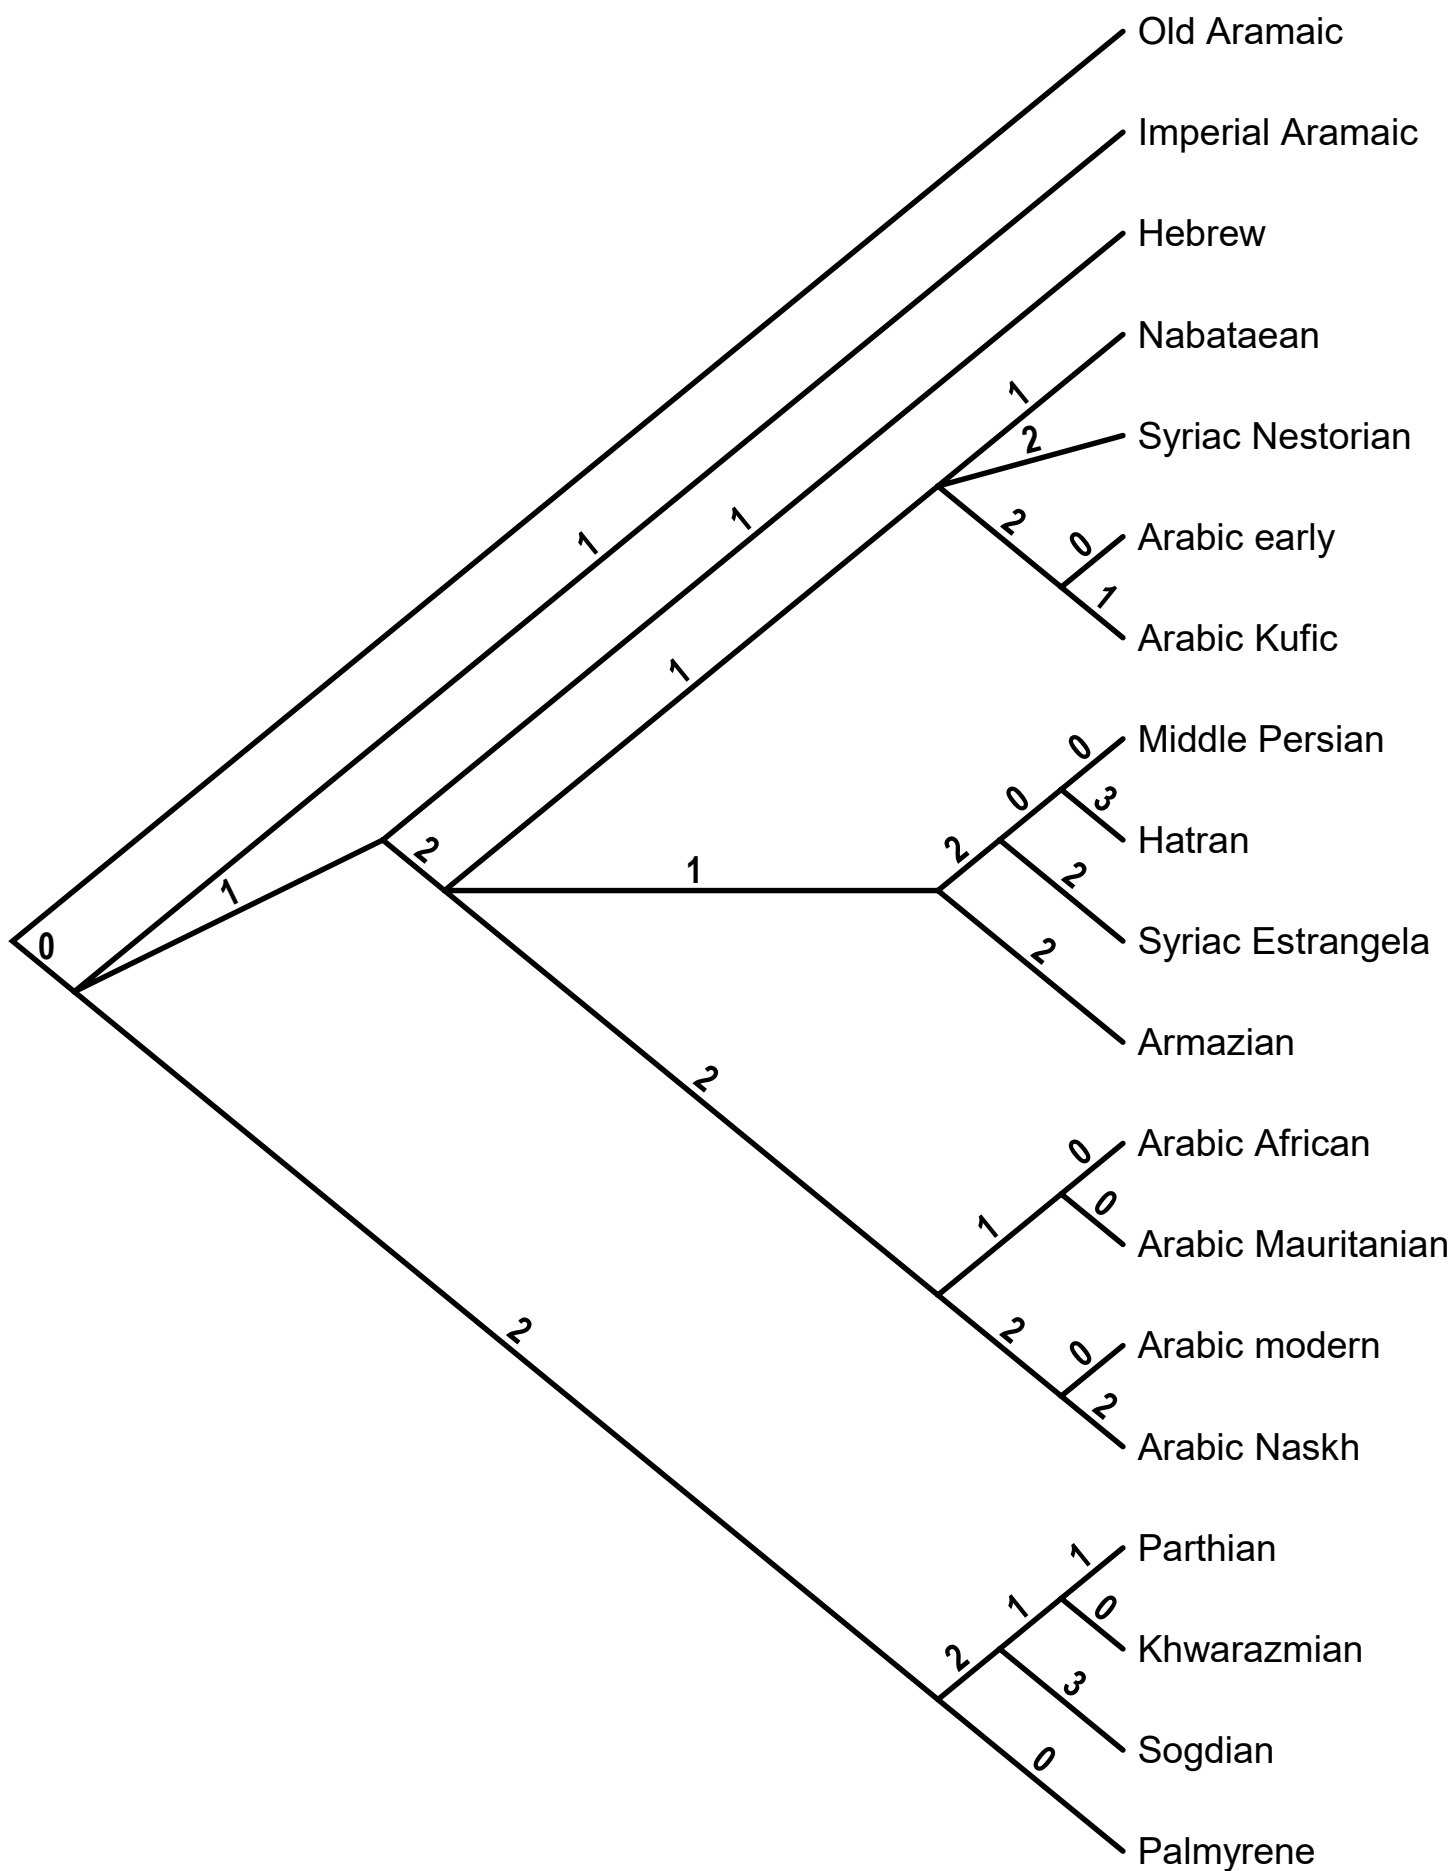 Old Aramaic
Imperial Aramaic
Hebrew
Nabataean
1
2
Syriac Nestorian
1
1
2
0
Arabic early
1
Arabic Kufic
1
0
Middle Persian
0
3
Hatran
2
2
1
2
Syriac Estrangela
1
0
2
Armazian
2
0
Arabic African
0
1
Arabic Mauritanian
2
2
0
Arabic modern
2
Arabic Naskh
1
Parthian
1
0
Khwarazmian
2
3
Sogdian
0
Palmyrene